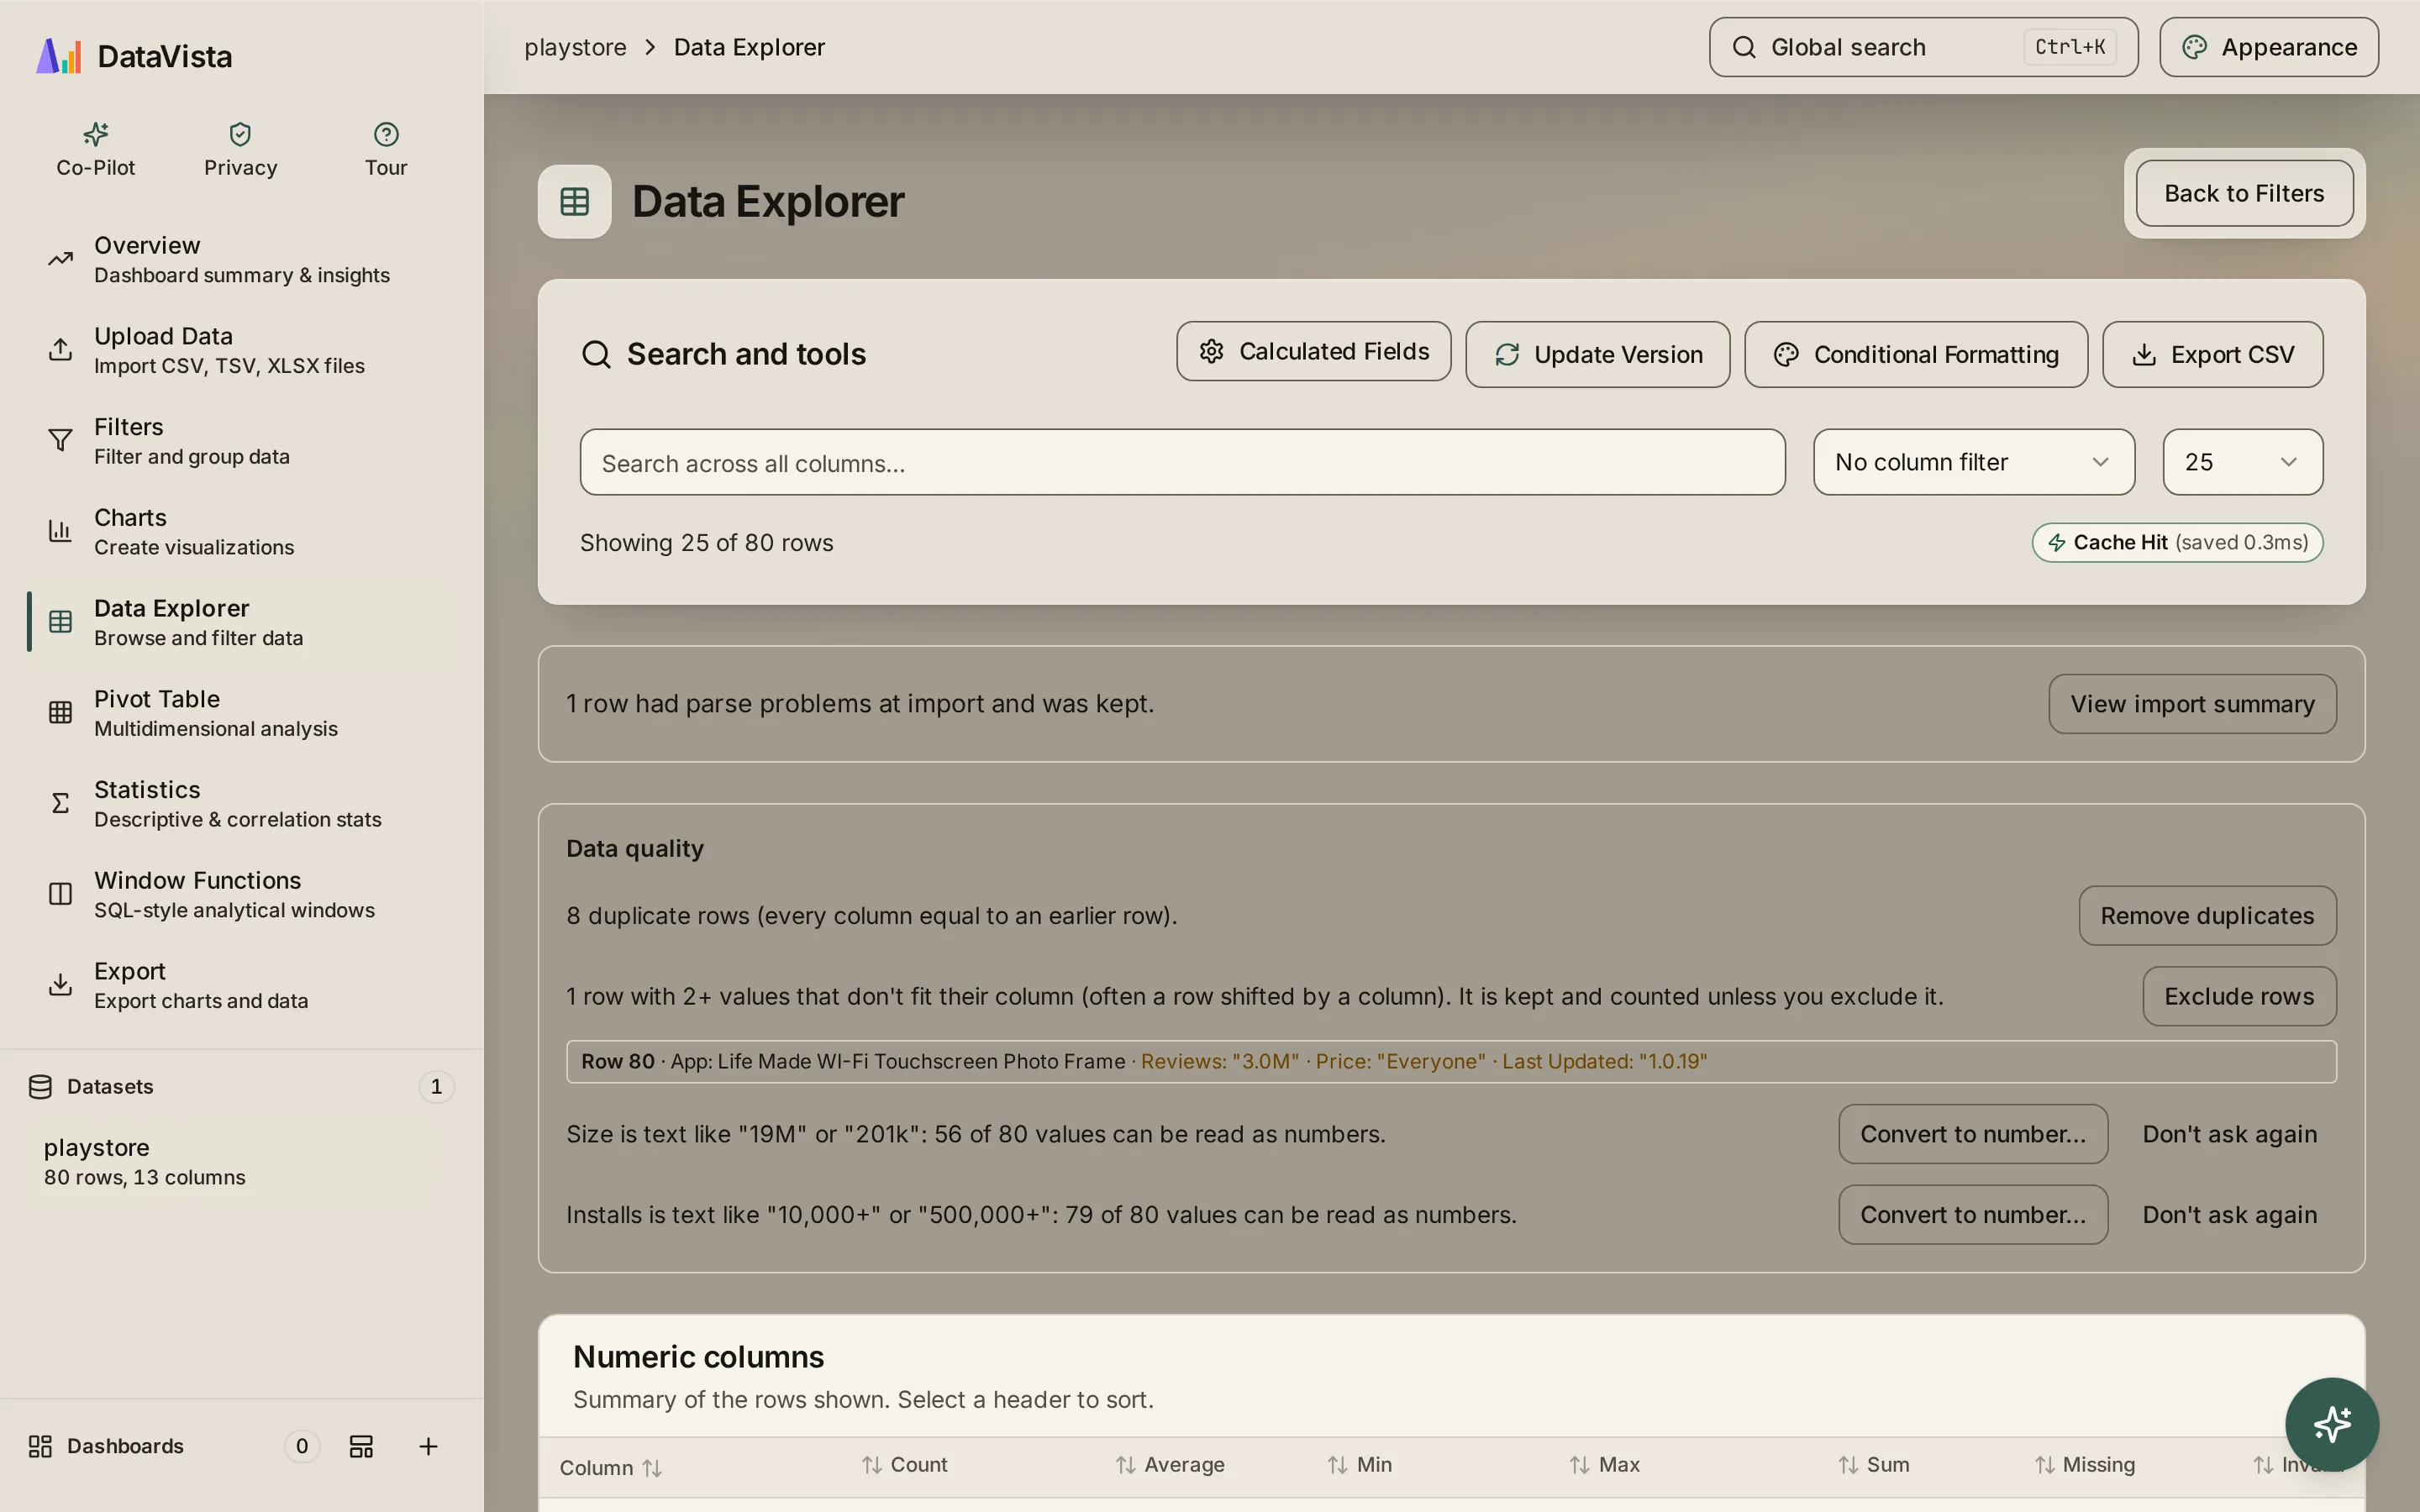 DataVista
Co-Pilot
Privacy
Tour
Overview
Dashboard summary & insights
Upload Data
Import CSV, TSV, XLSX files
Filters
Filter and group data
Charts
Create visualizations
Data Explorer
Browse and filter data
Pivot Table
Multidimensional analysis
Statistics
Descriptive & correlation stats
Window Functions
SQL-style analytical windows
Export
Export charts and data
Datasets
1
playstore
80 rows, 13 columns
Dashboards
0
playstore > Data Explorer
Global search
Ctrl+K
Appearance
Data Explorer
Back to Filters
Search and tools
Calculated Fields
Update Version
Conditional Formatting
Export CSV
Search across all columns...
No column filter
25
Showing 25 of 80 rows
Cache Hit (saved 0.3ms)
1 row had parse problems at import and was kept.
View import summary
Data quality
8 duplicate rows (every column equal to an earlier row).
Remove duplicates
1 row with 2+ values that don't fit their column (often a row shifted by a column). It is kept and counted unless you exclude it.
Exclude rows
Row 80 · App: Life Made WI-Fi Touchscreen Photo Frame · Reviews: "3.0M" · Price: "Everyone" · Last Updated: "1.0.19"
Size is text like "19M" or "201k": 56 of 80 values can be read as numbers.
Convert to number...
Don't ask again
Installs is text like "10,000+" or "500,000+": 79 of 80 values can be read as numbers.
Convert to number...
Don't ask again
Numeric columns
Summary of the rows shown. Select a header to sort.
Column
Count
Average
Min
Max
Sum
Missing